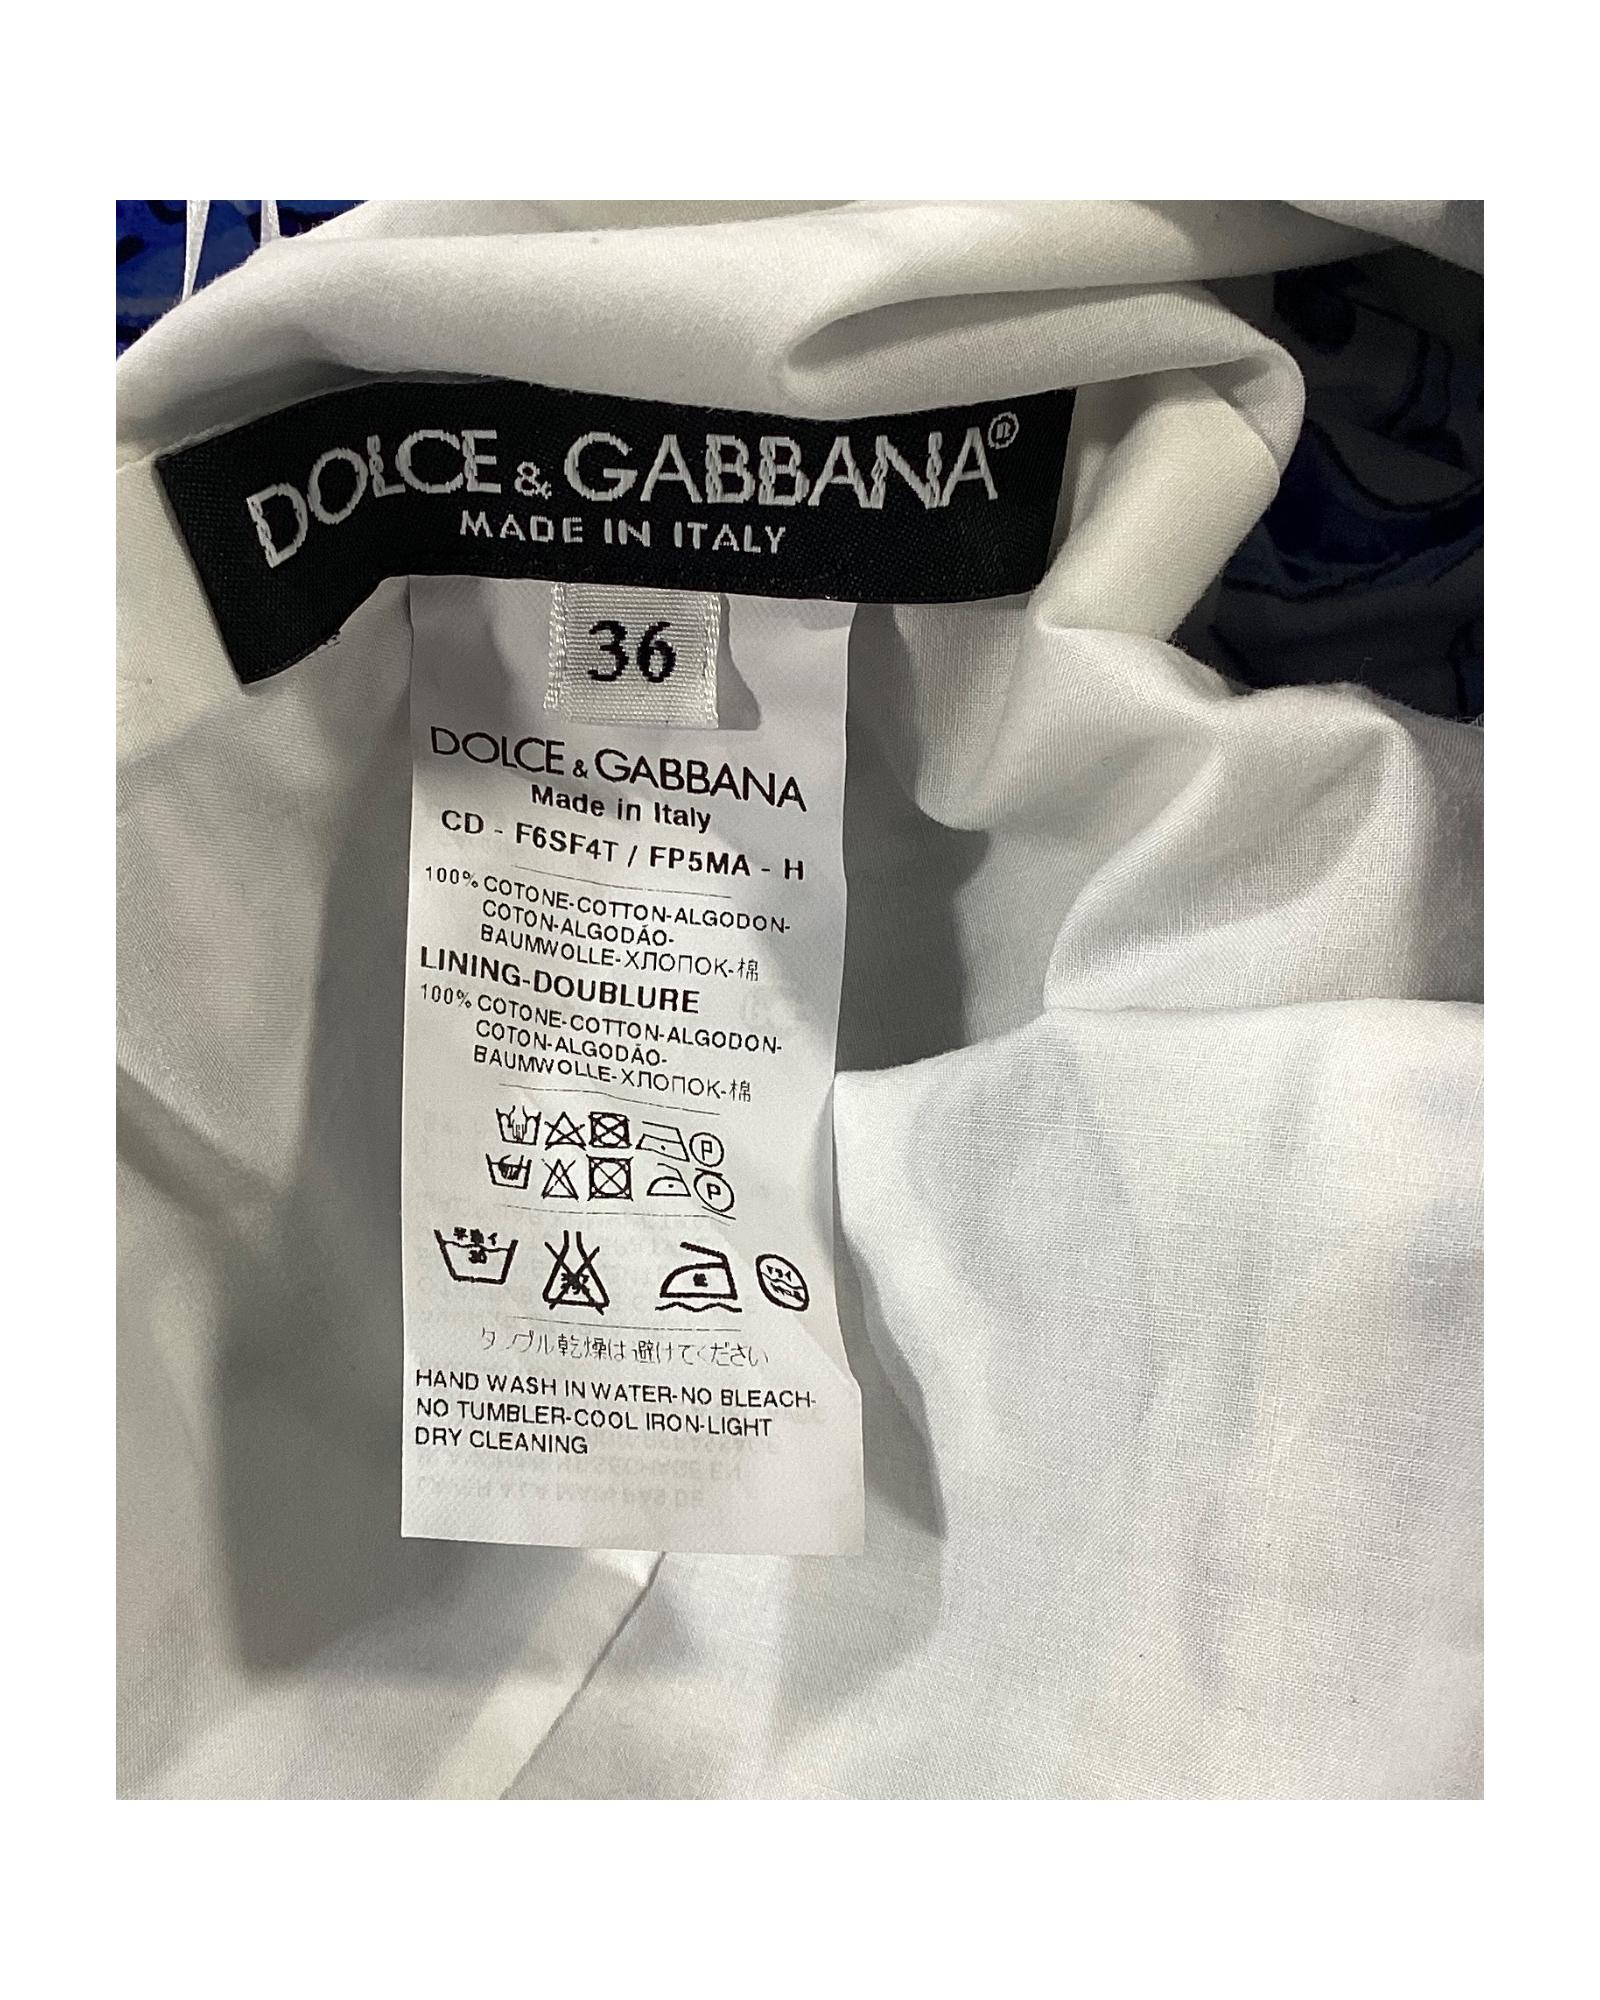 DOLCE & GABBANA®
MADE IN ITALY
36
DOLCE & GABBANA
Made in Italy
CD - F6SF4T / FP5MA - H
100% COTONE-COTTON-ALGODON-
COTON-ALGODÃO-
BAUMWOLLE-ХЛОПОК-棉
LINING-DOUBLURE
100% COTONE-COTTON-ALGODON-
COTON-ALGODÃO-
BAUMWOLLE-ХЛОПОК-棉
P
P
30
低
タンブル乾燥は避けてください
HAND WASH IN WATER-NO BLEACH-
NO TUMBLER-COOL IRON-LIGHT
DRY CLEANING